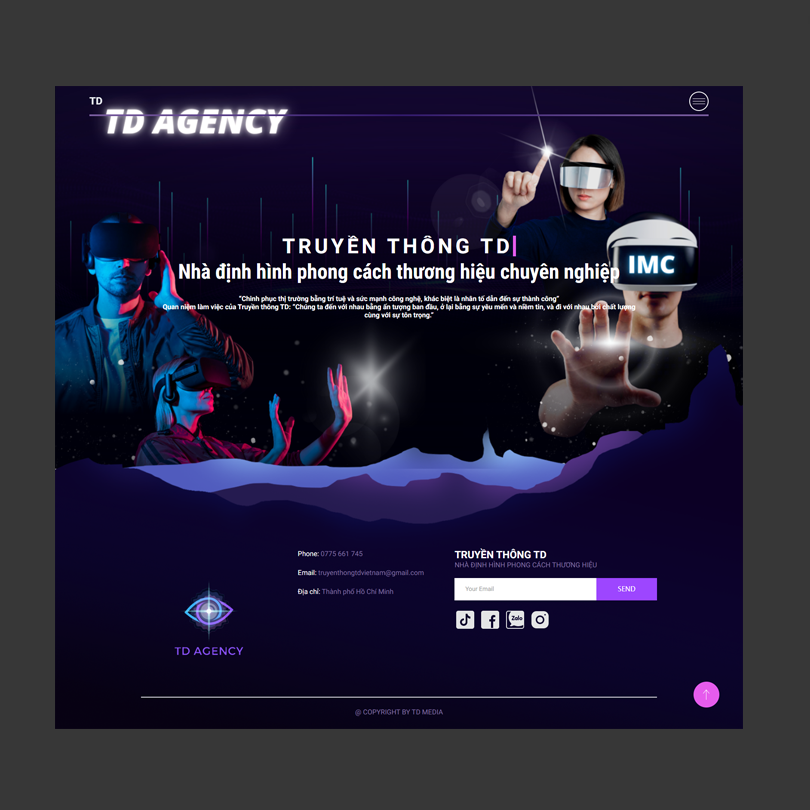 TD
TD AGENCY
TRUYỀN THÔNG TD
Nhà định hình phong cách thương hiệu chuyên nghiệp
IMC
"Chinh phục thị trường bằng trí tuệ và sức mạnh công nghệ, khác biệt là nhân tố dẫn đến sự thành công"
Quan niệm làm việc của Truyền thông TD: "Chúng ta đến với nhau bằng ấn tượng ban đầu, ở lại bằng sự yêu mến và niềm tin, và đi với nhau bởi chất lượng
cùng với sự tôn trọng."
Phone: 0775 661 745
Email: truyenthongtdvietnam@gmail.com
Địa chỉ: Thành phố Hồ Chí Minh
TRUYỀN THÔNG TD
NHÀ ĐỊNH HÌNH PHONG CÁCH THƯƠNG HIỆU
Your Email
SEND
Zalo
TD AGENCY
@ COPYRIGHT BY TD MEDIA